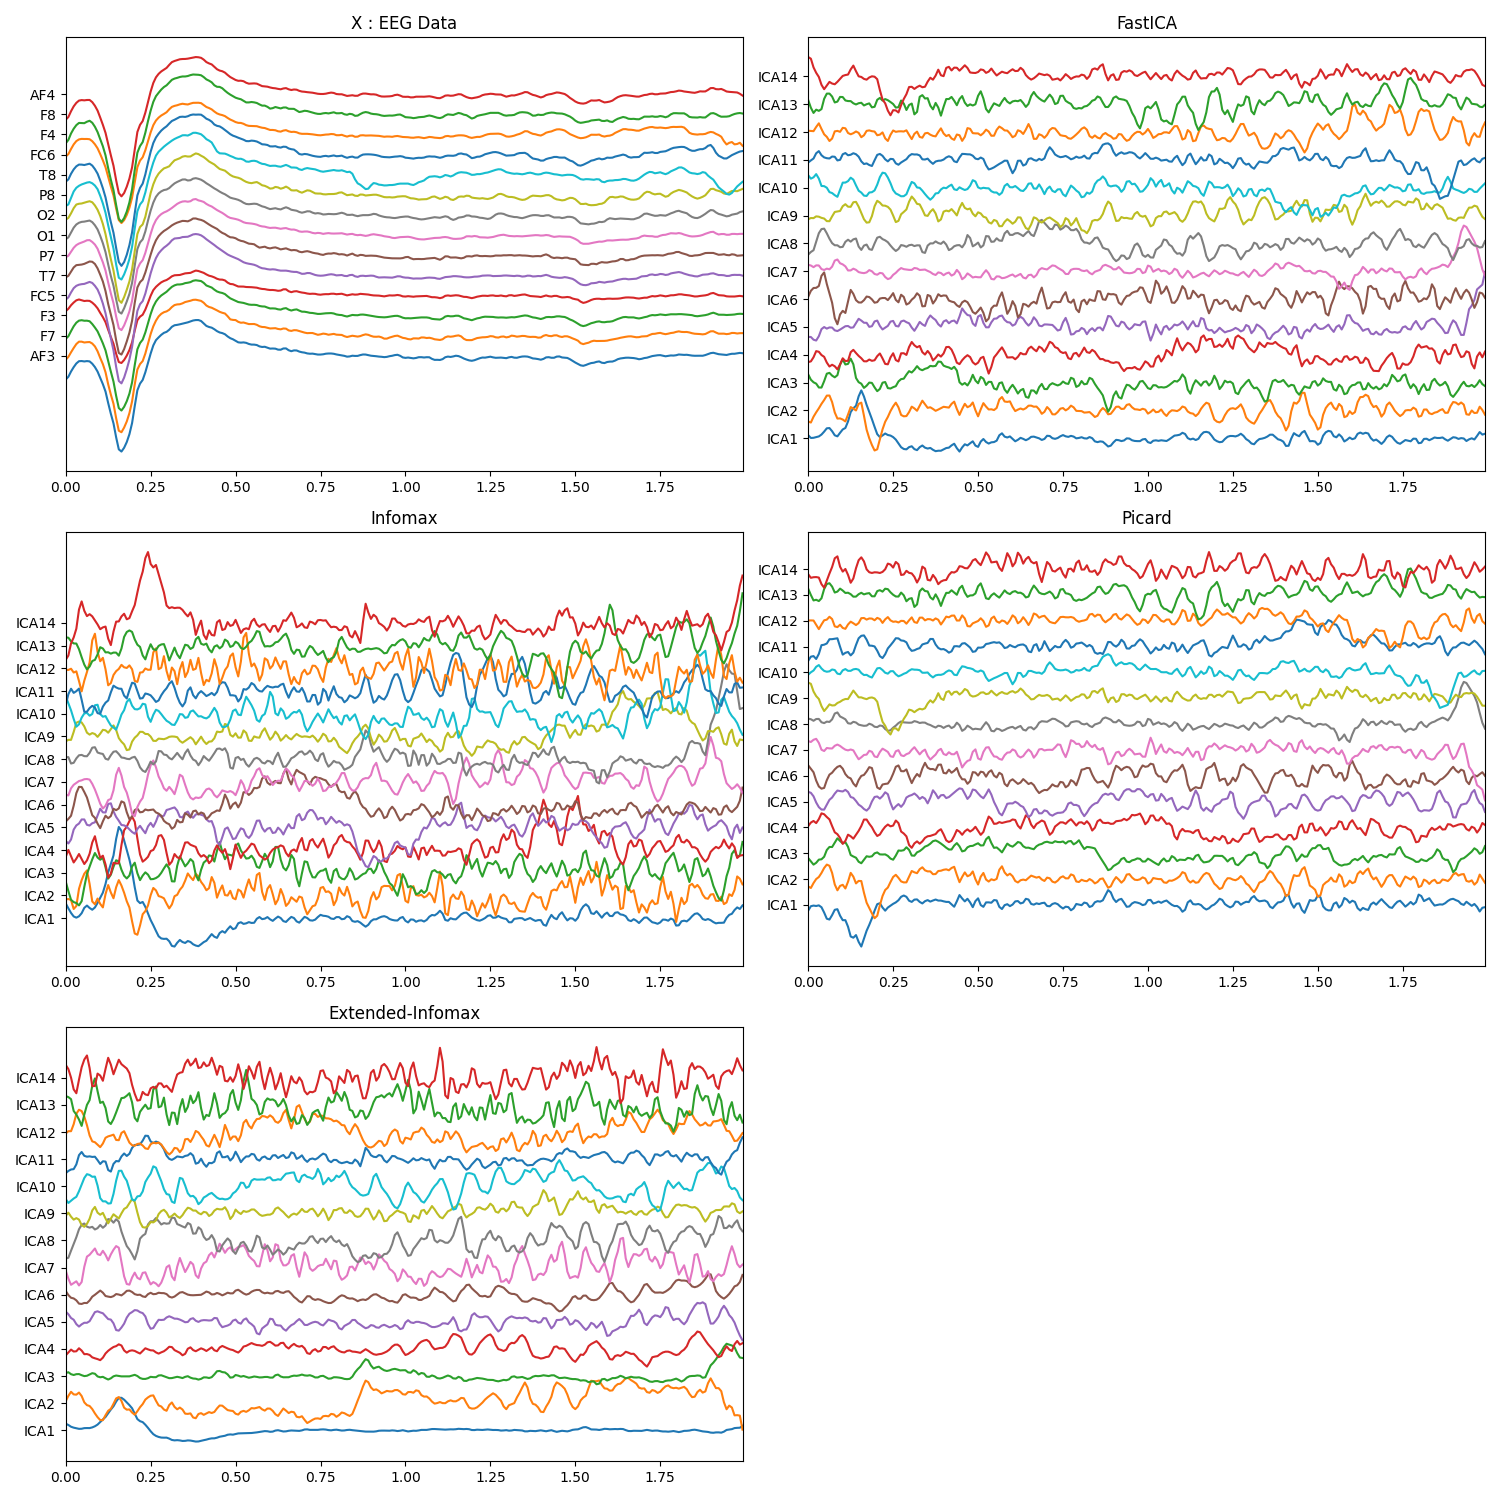 X : EEG Data
AF4
F8
F4
FC6
T8
P8
O2
O1
P7
T7
FC5
F3
F7
AF3
0.00 0.25 0.50 0.75 1.00 1.25 1.50 1.75
FastICA
ICA14
ICA13
ICA12
ICA11
ICA10
ICA9
ICA8
ICA7
ICA6
ICA5
ICA4
ICA3
ICA2
ICA1
0.00 0.25 0.50 0.75 1.00 1.25 1.50 1.75
Infomax
ICA14
ICA13
ICA12
ICA11
ICA10
ICA9
ICA8
ICA7
ICA6
ICA5
ICA4
ICA3
ICA2
ICA1
0.00 0.25 0.50 0.75 1.00 1.25 1.50 1.75
Picard
ICA14
ICA13
ICA12
ICA11
ICA10
ICA9
ICA8
ICA7
ICA6
ICA5
ICA4
ICA3
ICA2
ICA1
0.00 0.25 0.50 0.75 1.00 1.25 1.50 1.75
Extended-Infomax
ICA14
ICA13
ICA12
ICA11
ICA10
ICA9
ICA8
ICA7
ICA6
ICA5
ICA4
ICA3
ICA2
ICA1
0.00 0.25 0.50 0.75 1.00 1.25 1.50 1.75